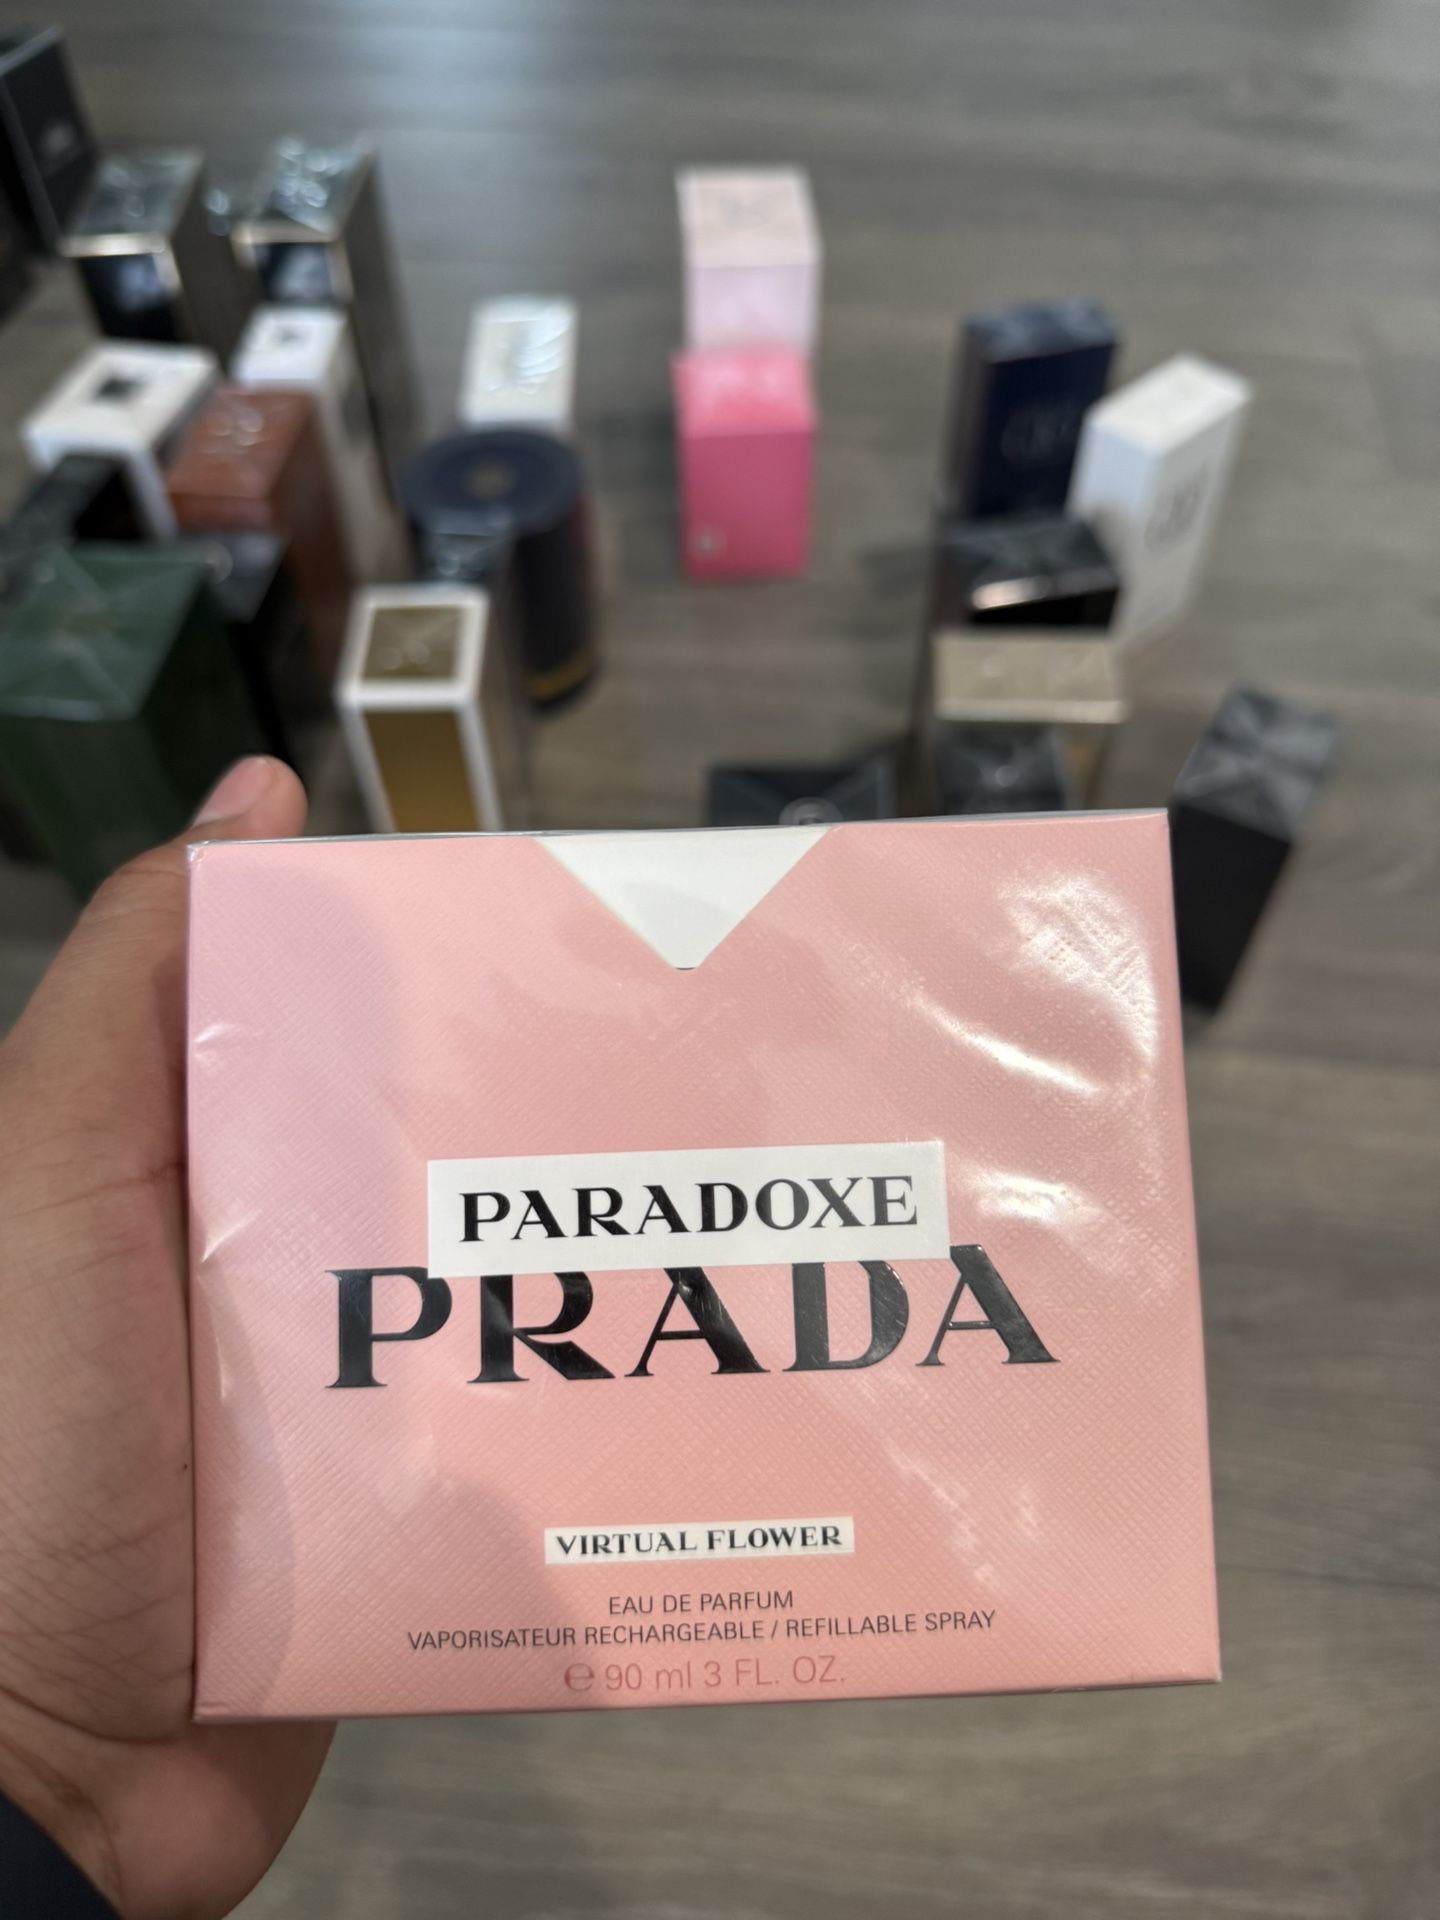 PARADOXE
PRADA
VIRTUAL FLOWER
EAU DE PARFUM
VAPORISATEUR RECHARGEABLE / REFILLABLE SPRAY
℮ 90 ml 3 FL. OZ.